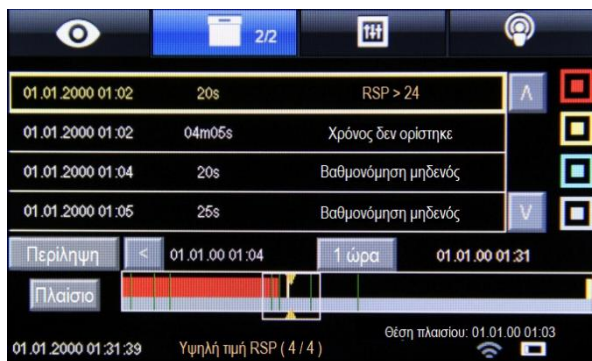 2/2
01.01.2000 01:02 20s RSP > 24
01.01.2000 01:02 04m05s Χρόνος δεν ορίστηκε
01.01.2000 01:04 20s Βαθμονόμηση μηδενός
01.01.2000 01:05 25s Βαθμονόμηση μηδενός
Περίληψη < 01.01.00 01:04 1 ώρα 01.01.00 01:31
Πλαίσιο
Θέση πλαισίου: 01.01.00 01:03
01.01.2000 01:31:39 Υψηλή τιμή RSP ( 4 / 4 )